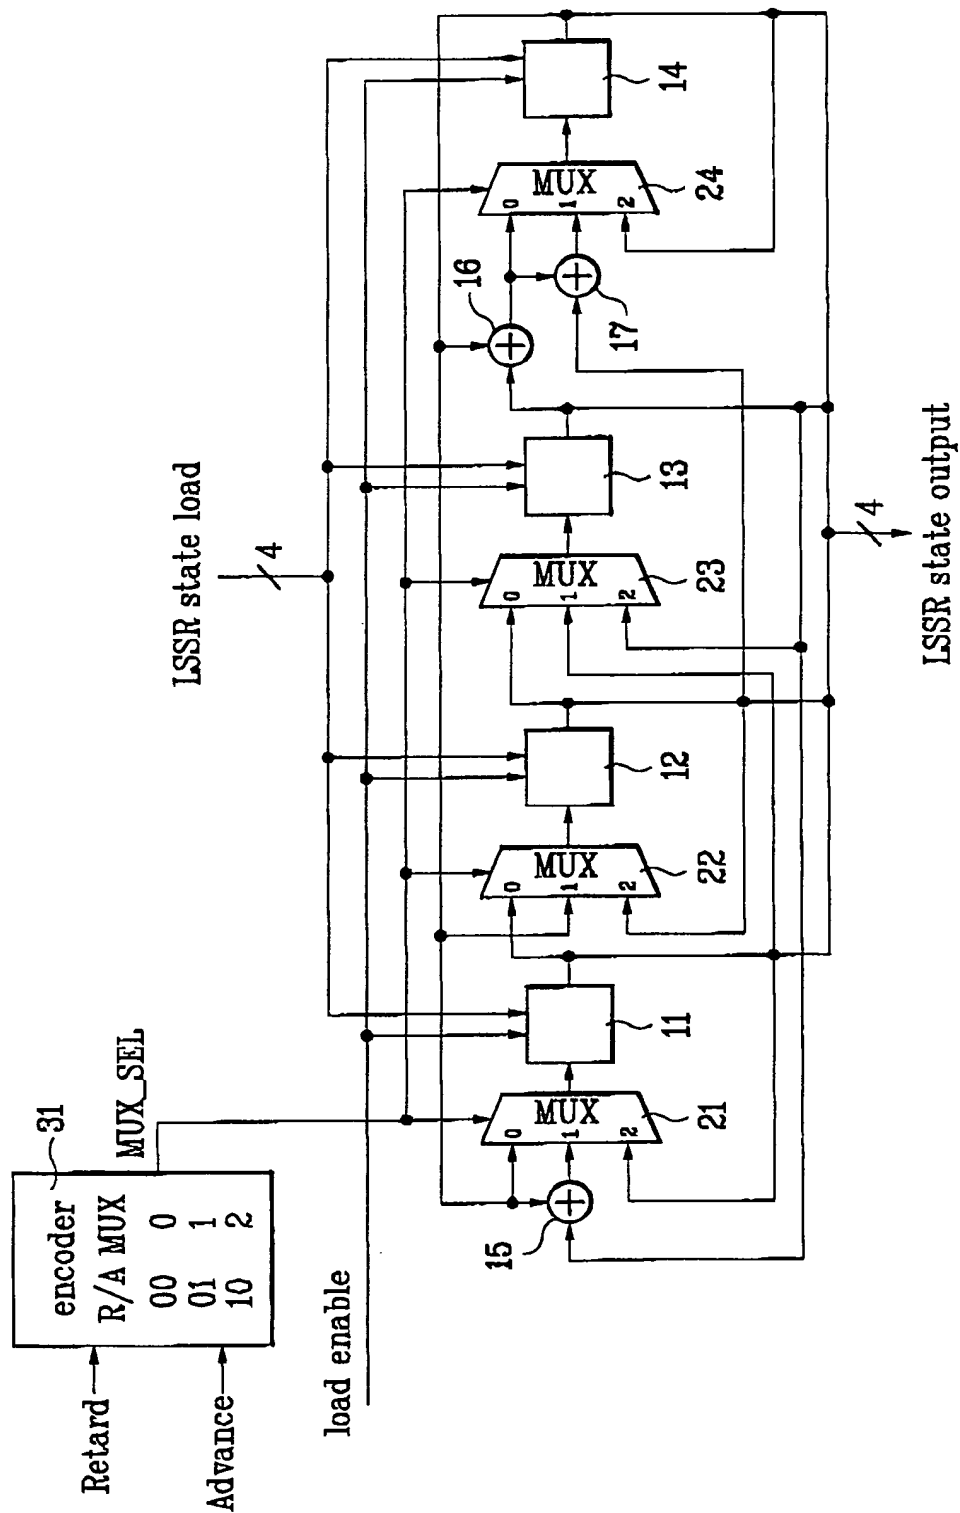 encoder
31
R/A MUX
00 0
01 1
10 2
Retard
Advance
MUX_SEL
load enable
LSSR state load
4
15
MUX
0
1
2
21
11
MUX
0
1
2
22
12
MUX
0
1
2
23
13
16
17
MUX
0
1
2
24
14
4
LSSR state output